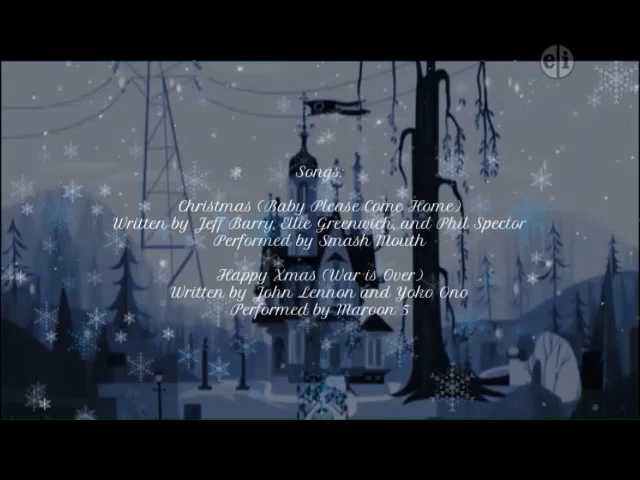 e/i
Songs:
Christmas (Baby Please Come Home)
Written by Jeff Barry, Ellie Greenwich, and Phil Spector
Performed by Smash Mouth
Happy Xmas (War is Over)
Written by John Lennon and Yoko Ono
Performed by Maroon 5